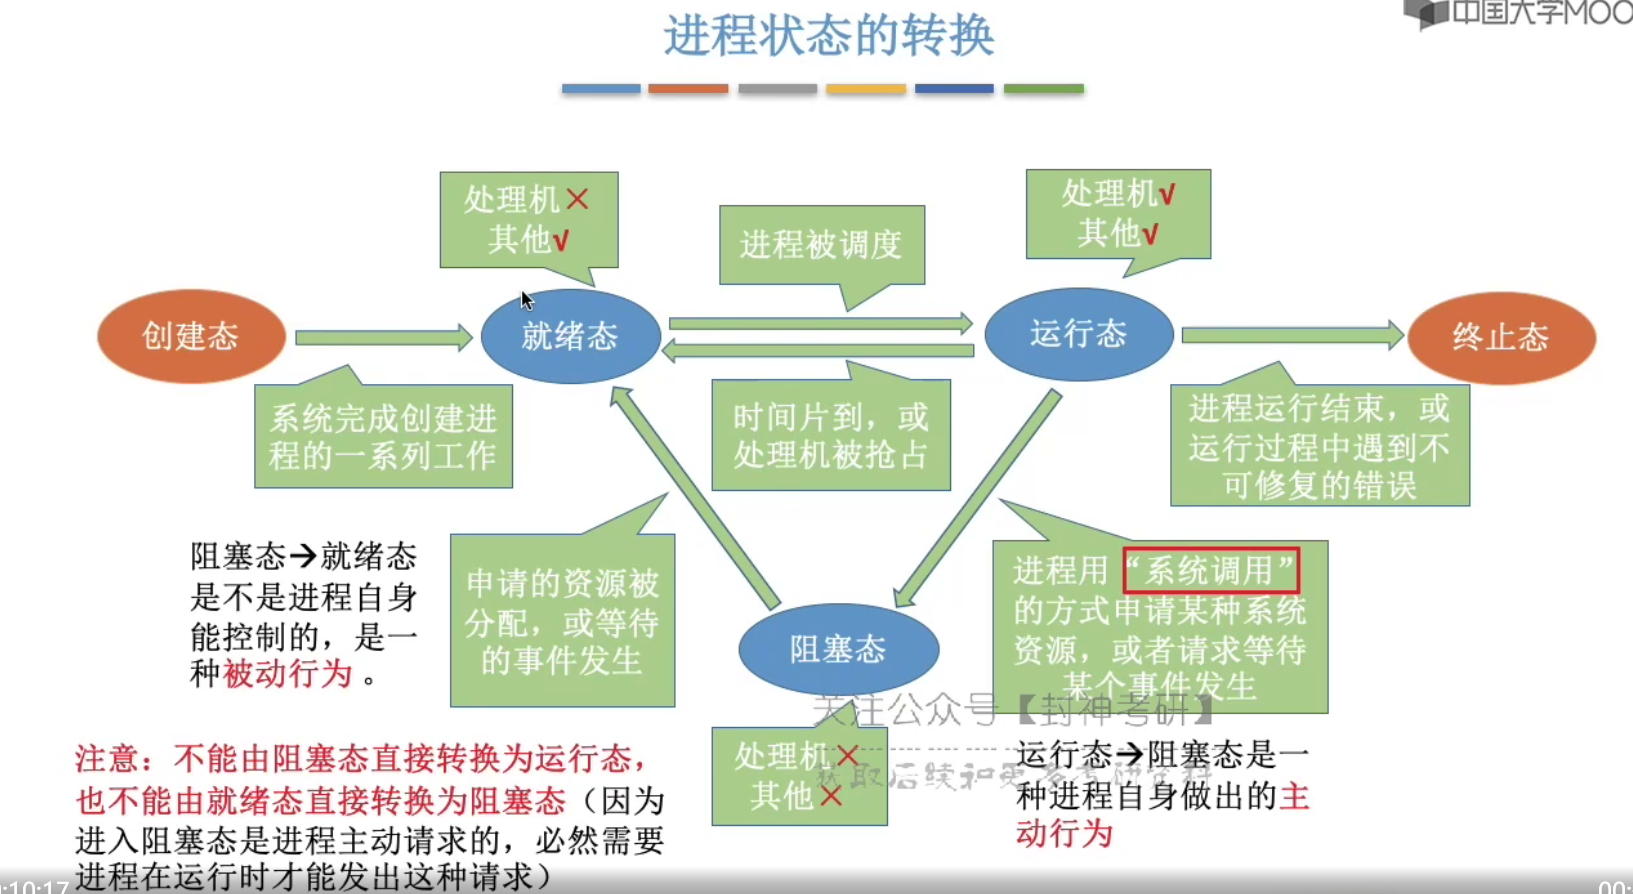 中国大学MOO
进程状态的转换
处理机×
其他√
进程被调度
处理机√
其他√
创建态
就绪态
运行态
终止态
系统完成创建进
程的一系列工作
时间片到，或
处理机被抢占
进程运行结束，或
运行过程中遇到不
可修复的错误
阻塞态→就绪态
是不是进程自身
能控制的，是一
种被动行为 。
申请的资源被
分配，或等待
的事件发生
阻塞态
进程用“系统调用”
的方式申请某种系统
资源，或者请求等待
某个事件发生
关注公众号【封神考研】
处理机×
其他×
运行态→阻塞态是一
种进程自身做出的主
动行为
注意：不能由阻塞态直接转换为运行态，
也不能由就绪态直接转换为阻塞态（因为
进入阻塞态是进程主动请求的，必然需要
进程在运行时才能发出这种请求）
:10:17
00: